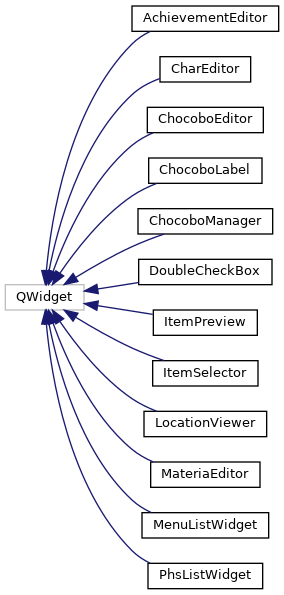 AchievementEditor
CharEditor
ChocoboEditor
ChocoboLabel
ChocoboManager
DoubleCheckBox
QWidget
ItemPreview
ItemSelector
LocationViewer
MateriaEditor
MenuListWidget
PhsListWidget